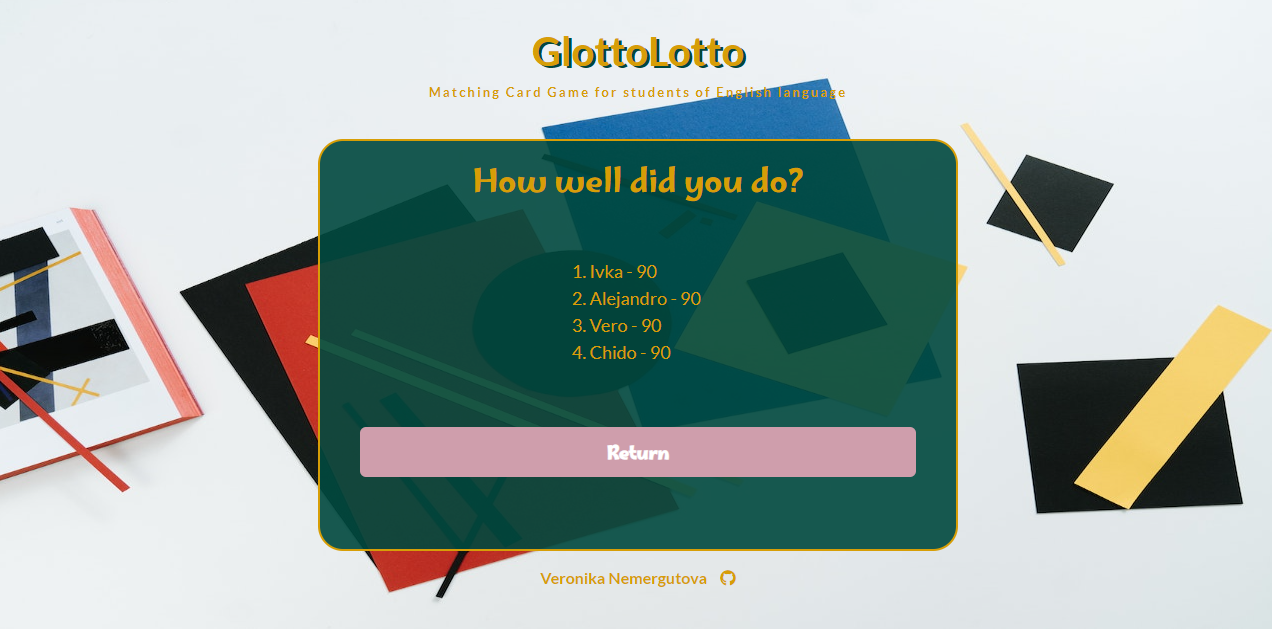 GlottoLotto
Matching Card Game for students of English language
How well did you do?
1. Ivka - 90
2. Alejandro - 90
3. Vero - 90
4. Chido - 90
Return
Veronika Nemergutova